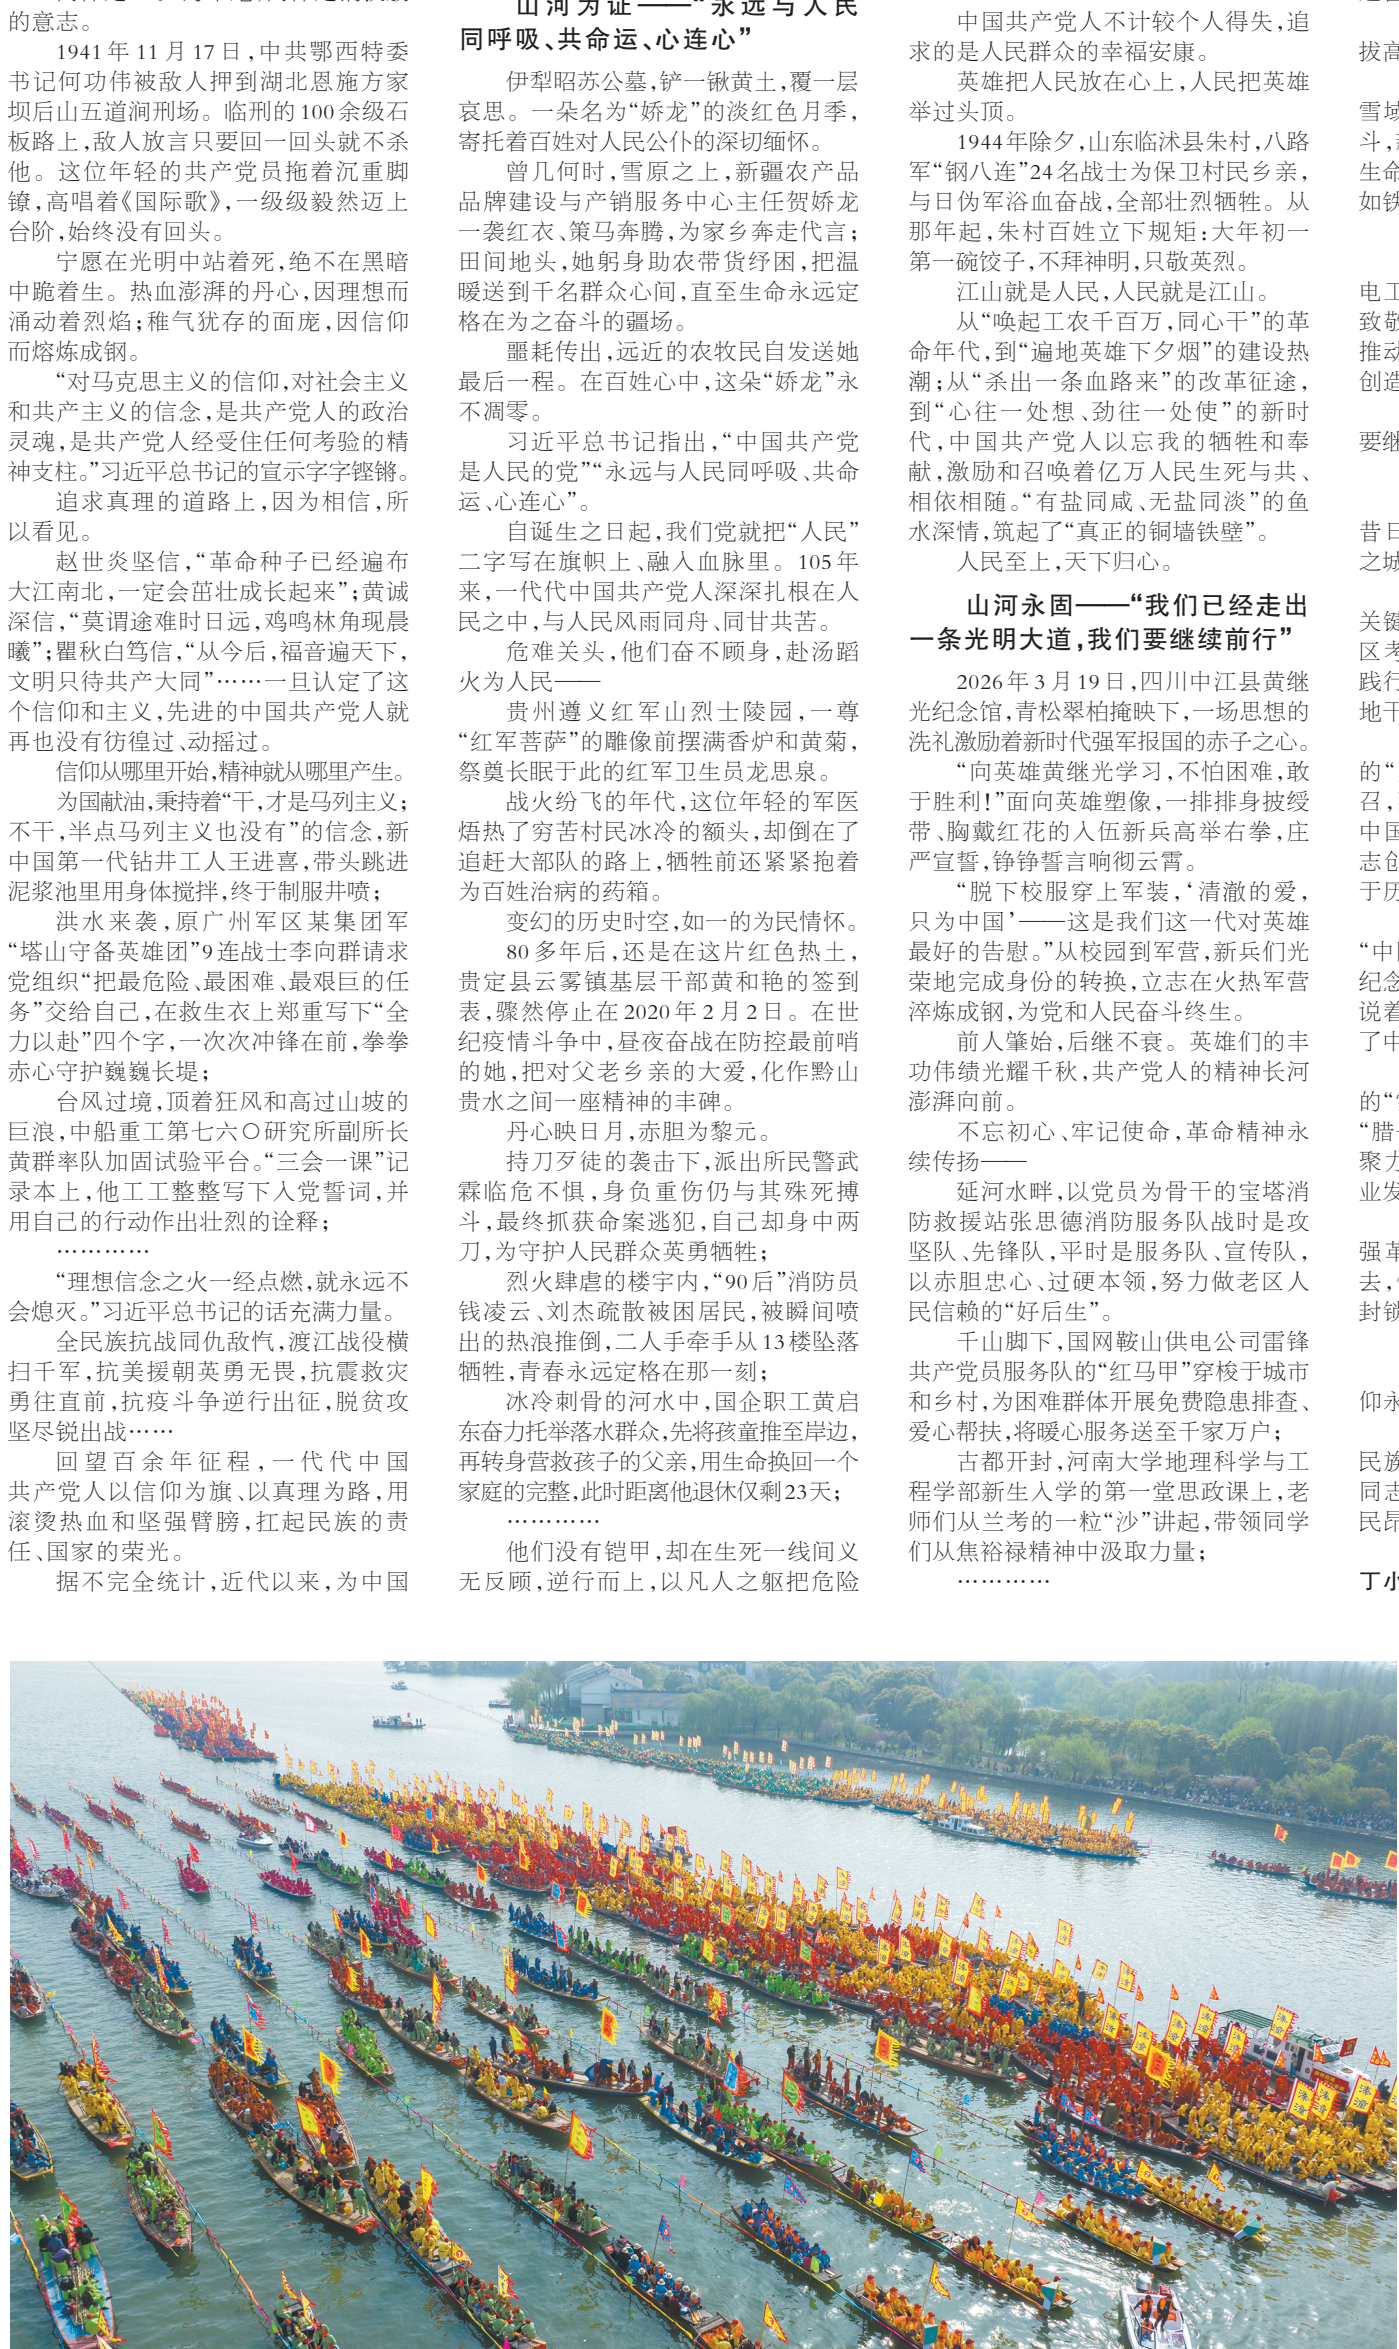 的意志。
1941年11月17日，中共鄂西特委
书记何功伟被敌人押到湖北恩施方家
坝后山五道涧刑场。临刑的100余级石
板路上，敌人放言只要回一回头就不杀
他。这位年轻的共产党员拖着沉重脚
镣，高唱着《国际歌》，一级级毅然迈上
台阶，始终没有回头。
宁愿在光明中站着死，绝不在黑暗
中跪着生。热血澎湃的丹心，因理想而
涌动着烈焰；稚气犹存的面庞，因信仰
而熔炼成钢。
“对马克思主义的信仰，对社会主义
和共产主义的信念，是共产党人的政治
灵魂，是共产党人经受住任何考验的精
神支柱。”习近平总书记的宣示字字铿锵。
追求真理的道路上，因为相信，所
以看见。
赵世炎坚信，“革命种子已经遍布
大江南北，一定会茁壮成长起来”；黄诚
深信，“莫谓途难时日远，鸡鸣林角现晨
曦”；瞿秋白笃信，“从今后，福音遍天下，
文明只待共产大同”……一旦认定了这
个信仰和主义，先进的中国共产党人就
再也没有彷徨过、动摇过。
信仰从哪里开始，精神就从哪里产生。
为国献油，秉持着“干，才是马列主义；
不干，半点马列主义也没有”的信念，新
中国第一代钻井工人王进喜，带头跳进
泥浆池里用身体搅拌，终于制服井喷；
洪水来袭，原广州军区某集团军
“塔山守备英雄团”9连战士李向群请求
党组织“把最危险、最困难、最艰巨的任
务”交给自己，在救生衣上郑重写下“全
力以赴”四个字，一次次冲锋在前，拳拳
赤心守护巍巍长堤；
台风过境，顶着狂风和高过山坡的
巨浪，中船重工第七六〇研究所副所长
黄群率队加固试验平台。“三会一课”记
录本上，他工工整整写下入党誓词，并
用自己的行动作出壮烈的诠释；
…………
“理想信念之火一经点燃，就永远不
会熄灭。”习近平总书记的话充满力量。
全民族抗战同仇敌忾，渡江战役横
扫千军，抗美援朝英勇无畏，抗震救灾
勇往直前，抗疫斗争逆行出征，脱贫攻
坚尽锐出战……
回望百余年征程，一代代中国
共产党人以信仰为旗、以真理为路，用
滚烫热血和坚强臂膀，扛起民族的责
任、国家的荣光。
据不完全统计，近代以来，为中国
山河为证——“永远与人民
同呼吸、共命运、心连心”
伊犁昭苏公墓，铲一锹黄土，覆一层
哀思。一朵名为“娇龙”的淡红色月季，
寄托着百姓对人民公仆的深切缅怀。
曾几何时，雪原之上，新疆农产品
品牌建设与产销服务中心主任贺娇龙
一袭红衣、策马奔腾，为家乡奔走代言；
田间地头，她躬身助农带货纾困，把温
暖送到千名群众心间，直至生命永远定
格在为之奋斗的疆场。
噩耗传出，远近的农牧民自发送她
最后一程。在百姓心中，这朵“娇龙”永
不凋零。
习近平总书记指出，“中国共产党
是人民的党”“永远与人民同呼吸、共命
运、心连心”。
自诞生之日起，我们党就把“人民”
二字写在旗帜上、融入血脉里。105年
来，一代代中国共产党人深深扎根在人
民之中，与人民风雨同舟、同甘共苦。
危难关头，他们奋不顾身，赴汤蹈
火为人民——
贵州遵义红军山烈士陵园，一尊
“红军菩萨”的雕像前摆满香炉和黄菊，
祭奠长眠于此的红军卫生员龙思泉。
战火纷飞的年代，这位年轻的军医
焐热了穷苦村民冰冷的额头，却倒在了
追赶大部队的路上，牺牲前还紧紧抱着
为百姓治病的药箱。
变幻的历史时空，如一的为民情怀。
80多年后，还是在这片红色热土，
贵定县云雾镇基层干部黄和艳的签到
表，骤然停止在2020年2月2日。在世
纪疫情斗争中，昼夜奋战在防控最前哨
的她，把对父老乡亲的大爱，化作黔山
贵水之间一座精神的丰碑。
丹心映日月，赤胆为黎元。
持刀歹徒的袭击下，派出所民警武
霖临危不惧，身负重伤仍与其殊死搏
斗，最终抓获命案逃犯，自己却身中两
刀，为守护人民群众英勇牺牲；
烈火肆虐的楼宇内，“90后”消防员
钱凌云、刘杰疏散被困居民，被瞬间喷
出的热浪推倒，二人手牵手从13楼坠落
牺牲，青春永远定格在那一刻；
冰冷刺骨的河水中，国企职工黄启
东奋力托举落水群众，先将孩童推至岸边，
再转身营救孩子的父亲，用生命换回一个
家庭的完整，此时距离他退休仅剩23天；
…………
他们没有铠甲，却在生死一线间义
无反顾，逆行而上，以凡人之躯把危险
中国共产党人不计较个人得失，追
求的是人民群众的幸福安康。
英雄把人民放在心上，人民把英雄
举过头顶。
1944年除夕，山东临沭县朱村，八路
军“钢八连”24名战士为保卫村民乡亲，
与日伪军浴血奋战，全部壮烈牺牲。从
那年起，朱村百姓立下规矩：大年初一
第一碗饺子，不拜神明，只敬英烈。
江山就是人民，人民就是江山。
从“唤起工农千百万，同心干”的革
命年代，到“遍地英雄下夕烟”的建设热
潮；从“杀出一条血路来”的改革征途，
到“心往一处想、劲往一处使”的新时
代，中国共产党人以忘我的牺牲和奉
献，激励和召唤着亿万人民生死与共、
相依相随。“有盐同咸、无盐同淡”的鱼
水深情，筑起了“真正的铜墙铁壁”。
人民至上，天下归心。
山河永固——“我们已经走出
一条光明大道，我们要继续前行”
2026年3月19日，四川中江县黄继
光纪念馆，青松翠柏掩映下，一场思想的
洗礼激励着新时代强军报国的赤子之心。
“向英雄黄继光学习，不怕困难，敢
于胜利！”面向英雄塑像，一排排身披绶
带、胸戴红花的入伍新兵高举右拳，庄
严宣誓，铮铮誓言响彻云霄。
“脱下校服穿上军装，‘清澈的爱，
只为中国’——这是我们这一代对英雄
最好的告慰。”从校园到军营，新兵们光
荣地完成身份的转换，立志在火热军营
淬炼成钢，为党和人民奋斗终生。
前人肇始，后继不衰。英雄们的丰
功伟绩光耀千秋，共产党人的精神长河
澎湃向前。
不忘初心、牢记使命，革命精神永
续传扬——
延河水畔，以党员为骨干的宝塔消
防救援站张思德消防服务队战时是攻
坚队、先锋队，平时是服务队、宣传队，
以赤胆忠心、过硬本领，努力做老区人
民信赖的“好后生”。
千山脚下，国网鞍山供电公司雷锋
共产党员服务队的“红马甲”穿梭于城市
和乡村，为困难群体开展免费隐患排查、
爱心帮扶，将暖心服务送至千家万户；
古都开封，河南大学地理科学与工
程学部新生入学的第一堂思政课上，老
师们从兰考的一粒“沙”讲起，带领同学
们从焦裕禄精神中汲取力量；
…………
拔高
雪域
斗，
生命
如铁
电工
致敬
推动
创造
要继
昔日
之城
关键
区考
践行
地干
的“
召，
中国
志创
于历
“中国
纪念
说着
了中
的“
“腊
聚力
业发
强革
去，
封锁
仰永
民族
同志
民昂
丁小